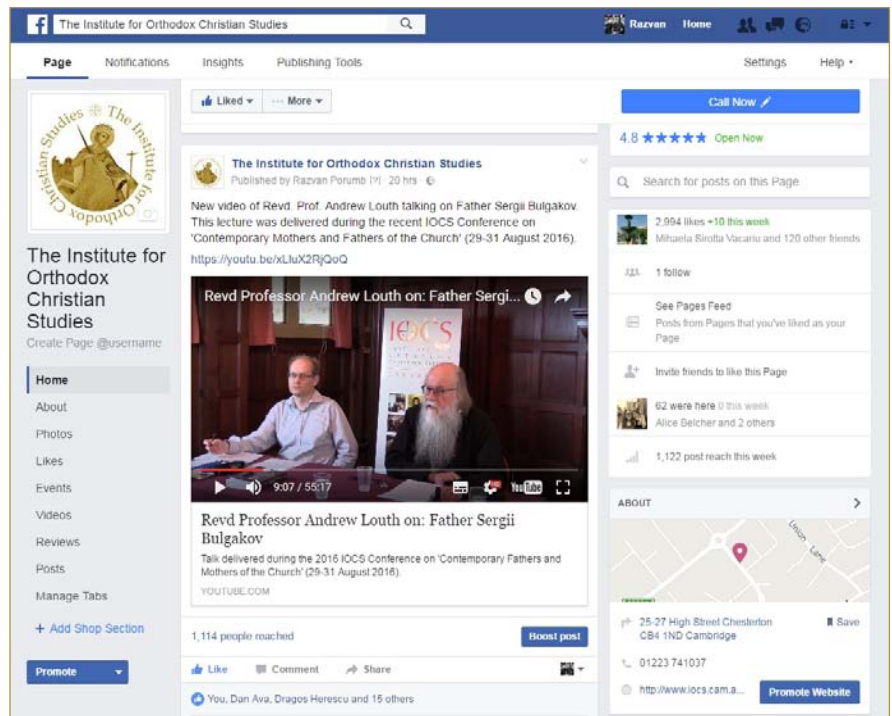 The Institute for Orthodox Christian Studies
Razvan Home
Page Notifications Insights Publishing Tools Settings Help
The Institute for Orthodox Christian Studies
The Institute for
Orthodox
Christian
Studies
Create Page @username
Home
About
Photos
Likes
Events
Videos
Reviews
Posts
Manage Tabs
+ Add Shop Section
Promote
Liked ··· More
The Institute for Orthodox Christian Studies
Published by Razvan Porumb [?] · 20 hrs ·
New video of Revd. Prof. Andrew Louth talking on Father Sergii Bulgakov.
This lecture was delivered during the recent IOCS Conference on
'Contemporary Mothers and Fathers of the Church' (29-31 August 2016).
https://youtu.be/xLluX2RjQoQ
Revd Professor Andrew Louth on: Father Sergi...
IOCS
9:07 / 55:17
YouTube
Revd Professor Andrew Louth on: Father Sergii
Bulgakov
Talk delivered during the 2016 IOCS Conference on 'Contemporary Fathers and
Mothers of the Church' (29-31 August 2016).
YOUTUBE.COM
1,114 people reached
Boost post
Like Comment Share
You, Dan Ava, Dragos Herescu and 15 others
Call Now
4.8 ★★★★★ Open Now
Search for posts on this Page
2,994 likes +10 this week
Mihaela Sirotta Vacariu and 120 other friends
1 follow
See Pages Feed
Posts from Pages that you've liked as your
Page
Invite friends to like this Page
62 were here 0 this week
Alice Belcher and 2 others
1,122 post reach this week
ABOUT
Union Lane
25-27 High Street Chesterton
CB4 1ND Cambridge
Save
01223 741037
http://www.iocs.cam.a...
Promote Website